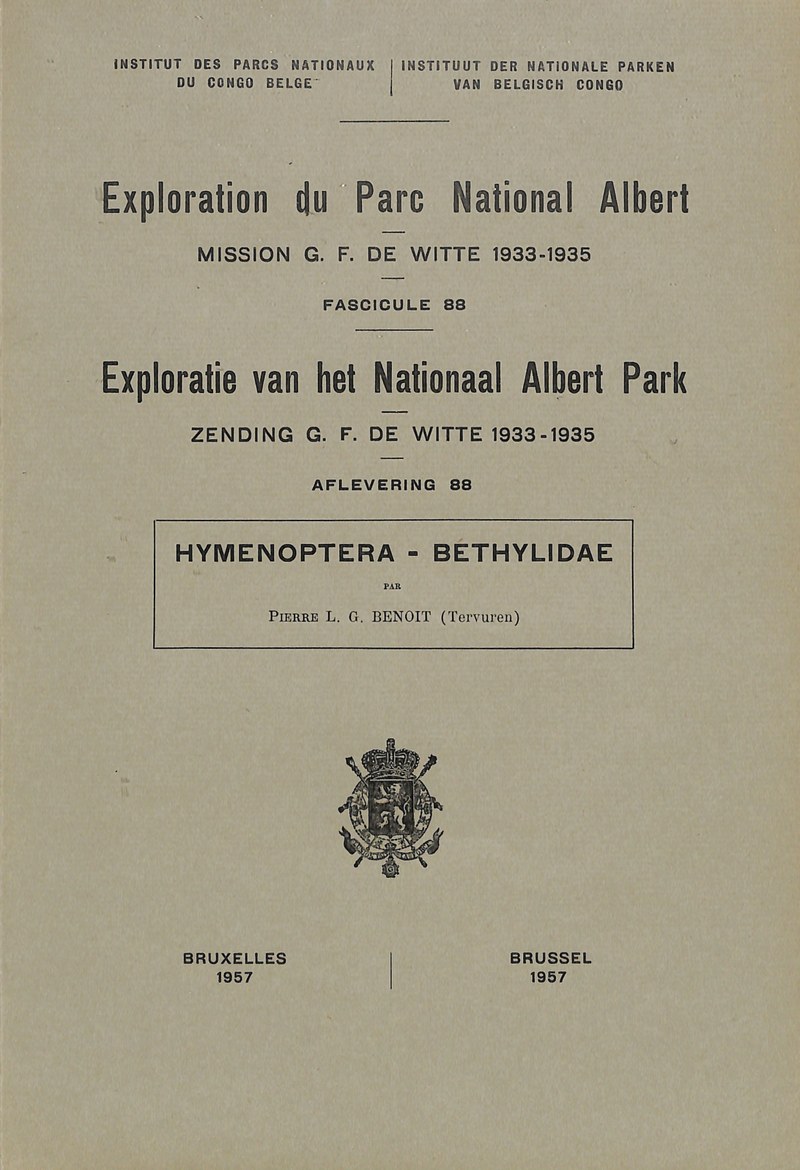 INSTITUT DES PARCS NATIONAUX
DU CONGO BELGE
INSTITUUT DER NATIONALE PARKEN
VAN BELGISCH CONGO
Exploration du Parc National Albert
MISSION G. F. DE WITTE 1933-1935
FASCICULE 88
Exploratie van het Nationaal Albert Park
ZENDING G. F. DE WITTE 1933-1935
AFLEVERING 88
HYMENOPTERA - BETHYLIDAE
PAR
PIERRE L. G. BENOIT (Tervuren)
BRUXELLES
1957
BRUSSEL
1957